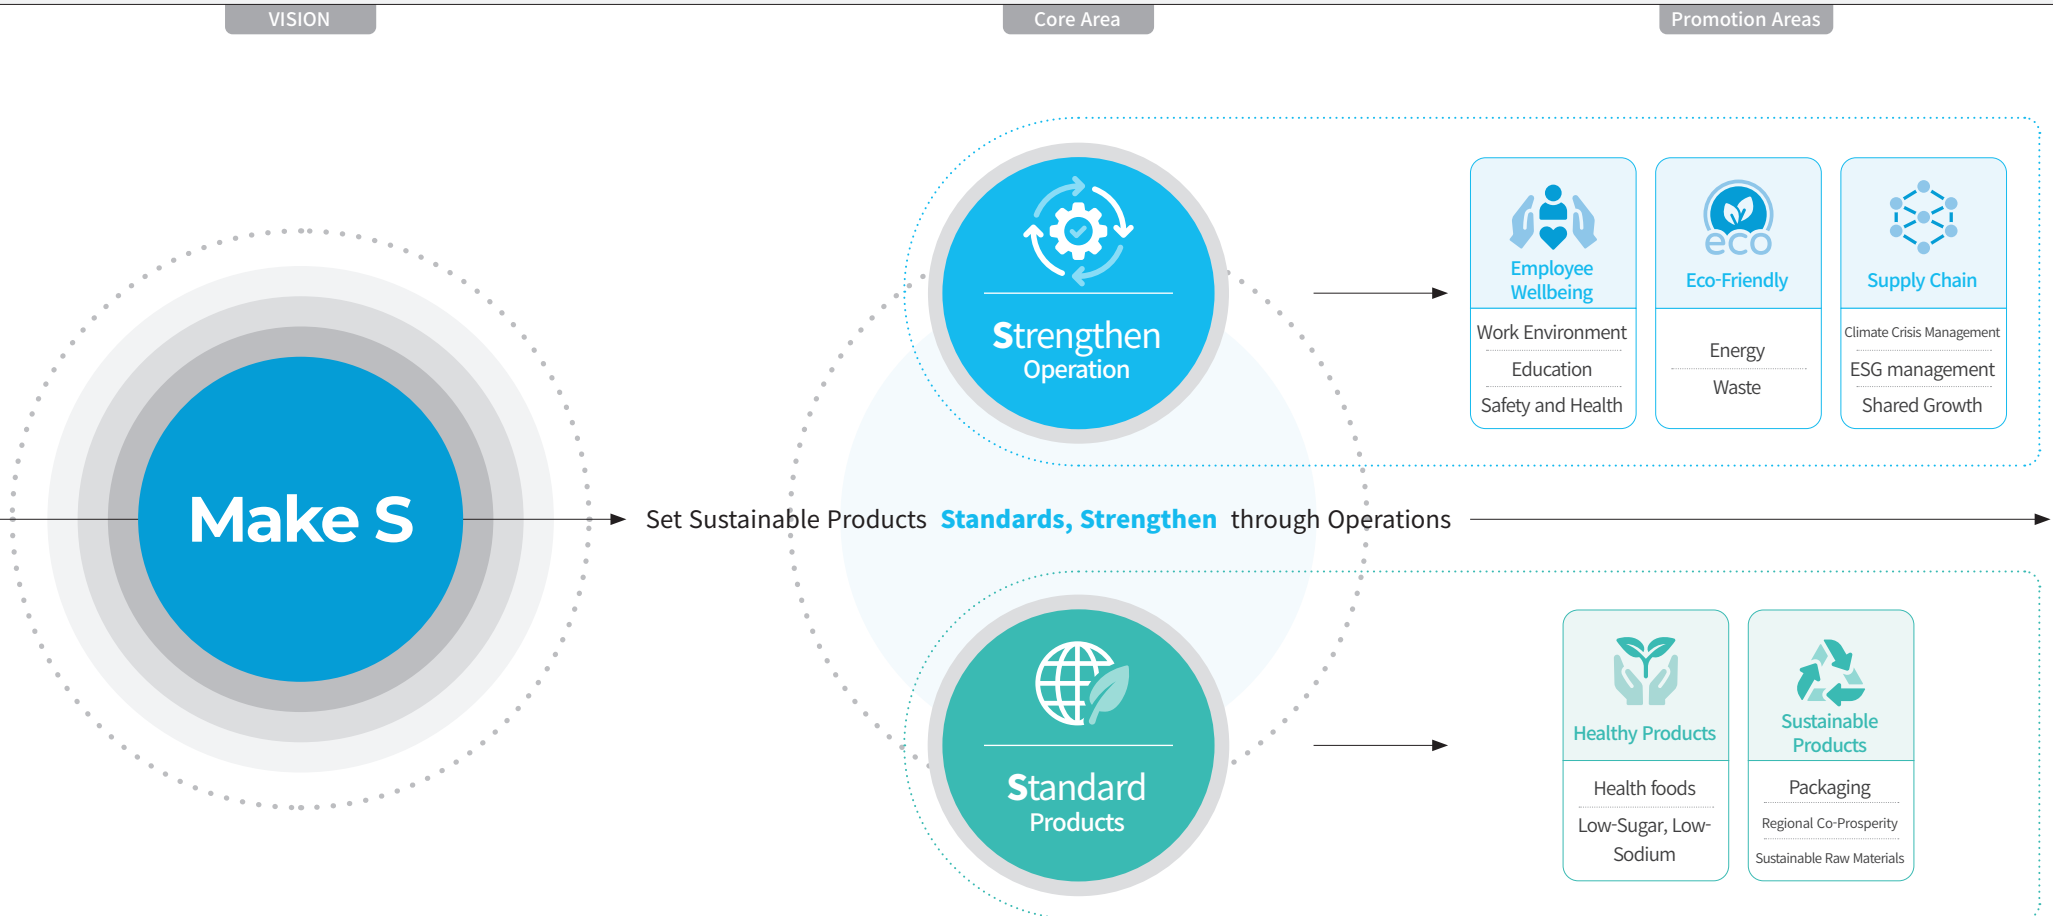 VISION
Core Area
Promotion Areas
Make S
Set Sustainable Products Standards, Strengthen through Operations
Strengthen
Operation
eco
Employee
Wellbeing
Work Environment
Education
Safety and Health
Eco-Friendly
Energy
Waste
Supply Chain
Climate Crisis Management
ESG management
Shared Growth
Standard
Products
Healthy Products
Health foods
Low-Sugar, Low-
Sodium
Sustainable
Products
Packaging
Regional Co-Prosperity
Sustainable Raw Materials